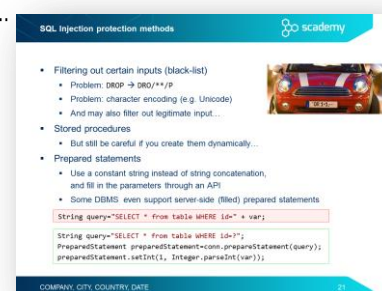 ..
SQL Injection protection methods
scademy
Filtering out certain inputs (black-list)
Problem: DROP → DRO/**/P
Problem: character encoding (e.g. Unicode)
And may also filter out legitimate input…
Stored procedures
But still be careful if you create them dynamically…
Prepared statements
Use a constant string instead of string concatenation,
and fill in the parameters through an API
Some DBMS even support server-side (filled) prepared statements
String query="SELECT * from table WHERE id=" + var;
String query="SELECT * from table WHERE id=?";
PreparedStatement preparedStatement=conn.prepareStatement(query);
preparedStatement.setInt(1, Integer.parseInt(var));
COMPANY, CITY, COUNTRY, DATE
21